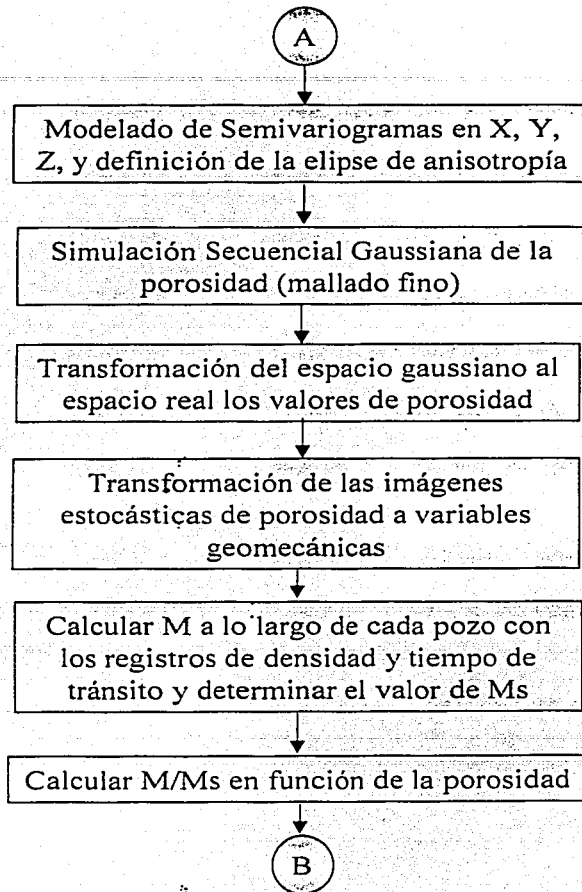 A
Modelado de Semivariogramas en X, Y,
Z, y definición de la elipse de anisotropía
Simulación Secuencial Gaussiana de la
porosidad (mallado fino)
Transformación del espacio gaussiano al
espacio real los valores de porosidad
Transformación de las imágenes
estocásticas de porosidad a variables
geomecánicas
Calcular M a lo largo de cada pozo con
los registros de densidad y tiempo de
tránsito y determinar el valor de Ms
Calcular M/Ms en función de la porosidad
B